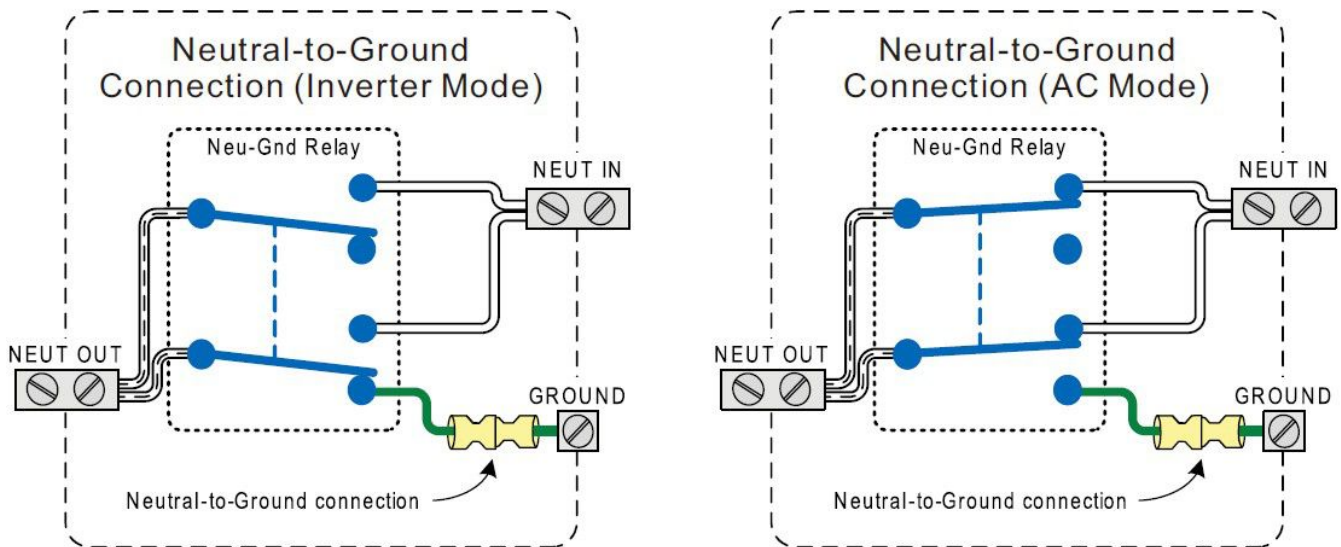 Neutral-to-Ground
Connection (Inverter Mode)
Neu-Gnd Relay
NEUT IN
NEUT OUT
GROUND
Neutral-to-Ground connection
Neutral-to-Ground
Connection (AC Mode)
Neu-Gnd Relay
NEUT IN
NEUT OUT
GROUND
Neutral-to-Ground connection